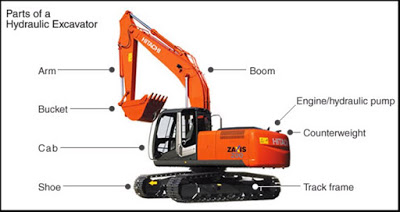 Parts of a
Hydraulic Excavator
HITACHI
Arm
Boom
Bucket
Engine/hydraulic pump
Counterweight
Cab
HITACHI
ZAXIS
Shoe
Track frame